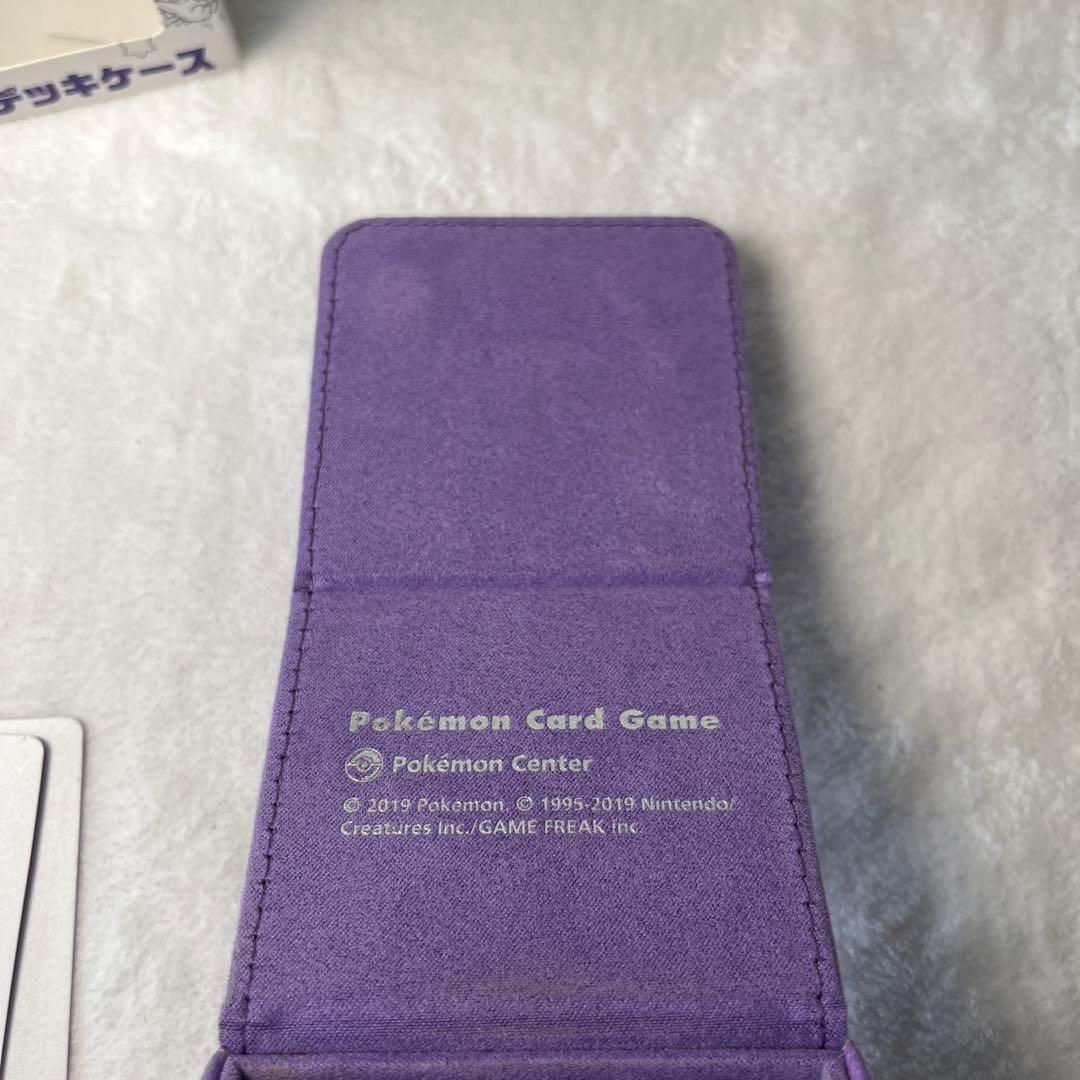 デッキケース
Pokémon Card Game
Pokémon Center
© 2019 Pokémon. © 1995-2019 Nintendo/
Creatures Inc./GAME FREAK inc.